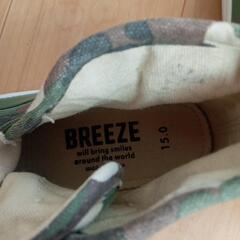 BREEZE
will bring smiles
around the world
15.0